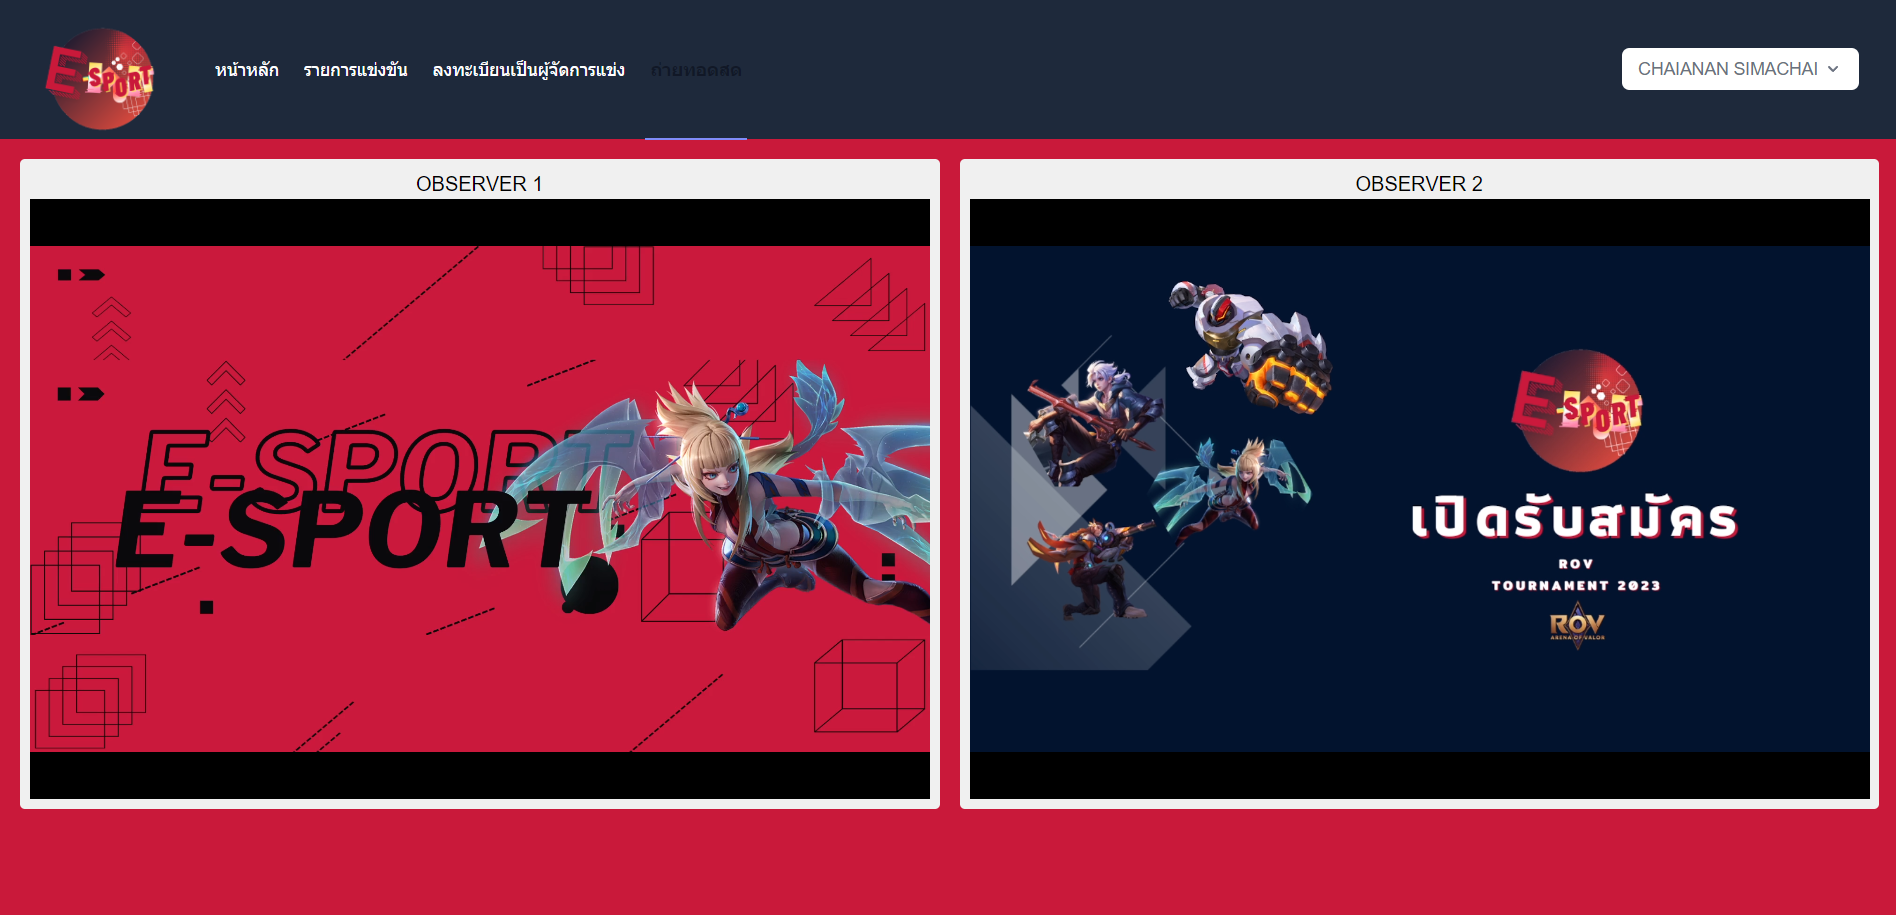 E-SPORT
หน้าหลัก รายการแข่งขัน ลงทะเบียนเป็นผู้จัดการแข่ง ถ่ายทอดสด
CHAIANAN SIMACHAI
OBSERVER 1
E-SPORT
E-SPORT
OBSERVER 2
E-SPORT
เปิดรับสมัคร
ROV
TOURNAMENT 2023
ROV
ARENA OF VALOR